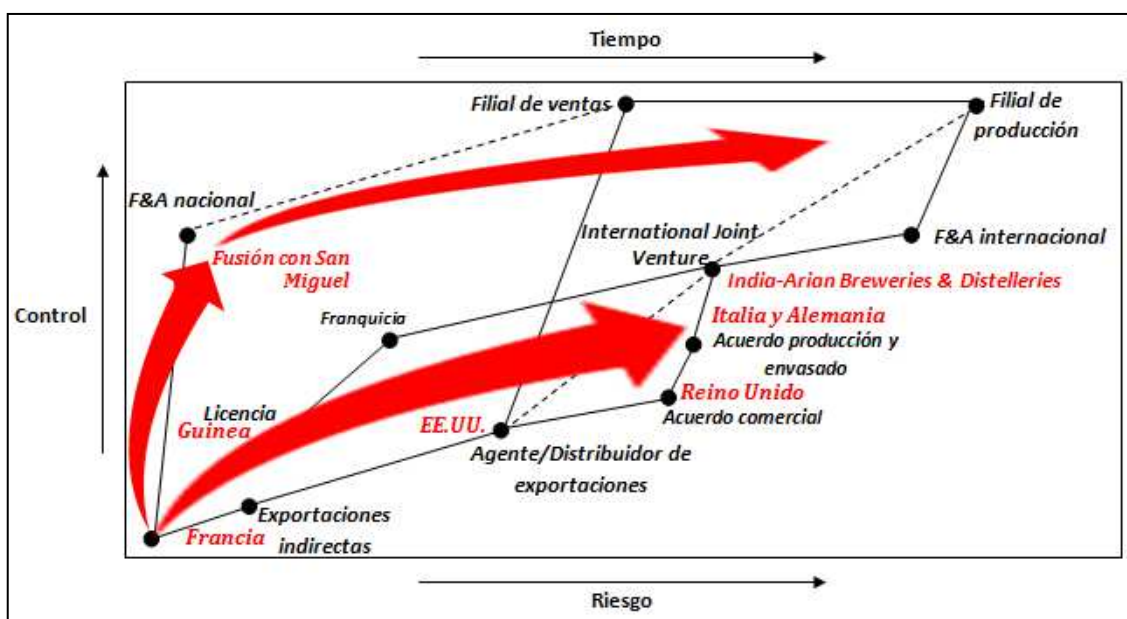 Tiempo
Filial de ventas
Filial de
producción
F&A nacional
International Joint
Venture
F&A internacional
Fusión con San
Miguel
India-Arian Breweries & Distelleries
Control
Franquicia
Italia y Alemania
Acuerdo producción y
envasado
Licencia
Guinea
EE.UU.
Reino Unido
Acuerdo comercial
Agente/Distribuidor de
exportaciones
Exportaciones
indirectas
Francia
Riesgo